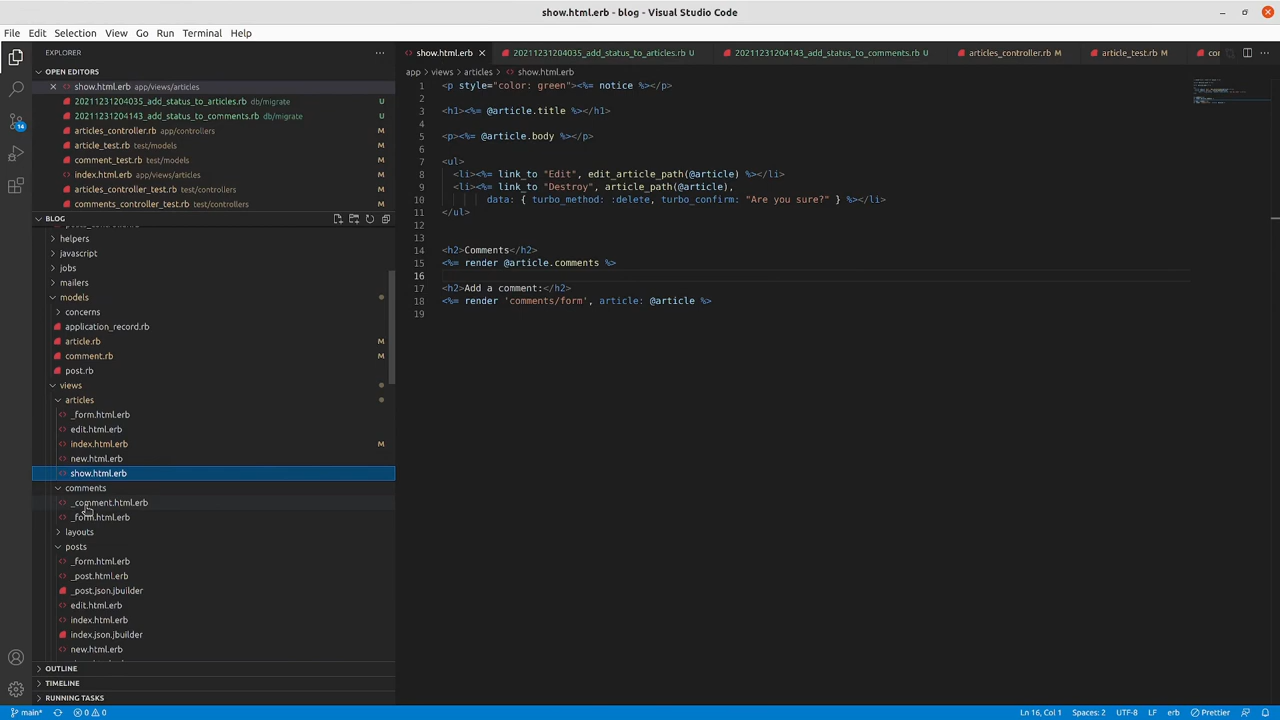 show.html.erb - blog - Visual Studio Code
File Edit Selection View Go Run Terminal Help
EXPLORER
show.html.erb
20211231204035_add_status_to_articles.rb U
20211231204143_add_status_to_comments.rb U
articles_controller.rb M
article_test.rb M
app > views > articles > show.html.erb
OPEN EDITORS
show.html.erb app/views/articles
20211231204035_add_status_to_articles.rb db/migrate U
20211231204143_add_status_to_comments.rb db/migrate U
articles_controller.rb app/controllers M
article_test.rb test/models M
comment_test.rb test/models M
index.html.erb app/views/articles M
articles_controller_test.rb test/controllers M
comments_controller_test.rb test/controllers M
BLOG
helpers
javascript
jobs
mailers
models
concerns
application_record.rb
article.rb M
comment.rb M
post.rb
views
articles
_form.html.erb
edit.html.erb
index.html.erb M
new.html.erb
show.html.erb
comments
_comment.html.erb
_form.html.erb
layouts
posts
_form.html.erb
_post.html.erb
_post.json.jbuilder
edit.html.erb
index.html.erb
index.json.jbuilder
new.html.erb
OUTLINE
TIMELINE
RUNNING TASKS
1 <p style="color: green"><%= notice %></p>
2
3 <h1><%= @article.title %></h1>
4
5 <p><%= @article.body %></p>
6
7 <ul>
8 <li><%= link_to "Edit", edit_article_path(@article) %></li>
9 <li><%= link_to "Destroy", article_path(@article),
10 data: { turbo_method: :delete, turbo_confirm: "Are you sure?" } %></li>
11 </ul>
12
13
14 <h2>Comments</h2>
15 <%= render @article.comments %>
16
17 <h2>Add a comment:</h2>
18 <%= render 'comments/form', article: @article %>
19
14
main* 0 0 Ln 16, Col 1 Spaces: 2 UTF-8 LF erb Prettier